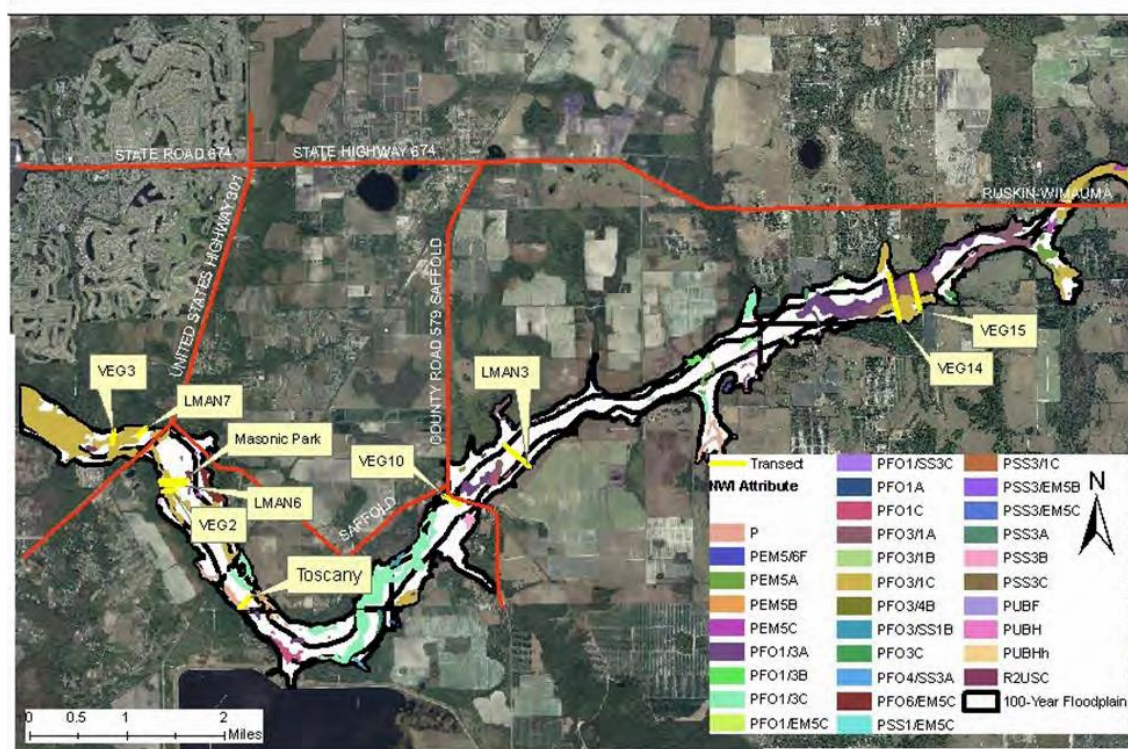 STATE ROAD 674
STATE HIGHWAY 674
RUSKIN-WIMAUMA
UNITED STATES HIGHWAY 301
COUNTY ROAD 579 SAFFOLD
SAFFOLD
VEG3
LMAN7
Masonic Park
LMAN6
VEG2
Toscany
VEG10
LMAN3
VEG15
VEG14
Transect
NWI Attribute
P
PEM5/6F
PEM5A
PEM5B
PEM5C
PFO1/3A
PFO1/3B
PFO1/3C
PFO1/EM5C
PFO1/SS3C
PFO1A
PFO1C
PFO3/1A
PFO3/1B
PFO3/1C
PFO3/4B
PFO3/SS1B
PFO3C
PFO4/SS3A
PFO6/EM5C
PSS1/EM5C
PSS3/1C
PSS3/EM5B
PSS3/EM5C
PSS3A
PSS3B
PSS3C
PUBF
PUBH
PUBHh
R2USC
100-Year Floodplain
N
0 0.5 1 2
Miles